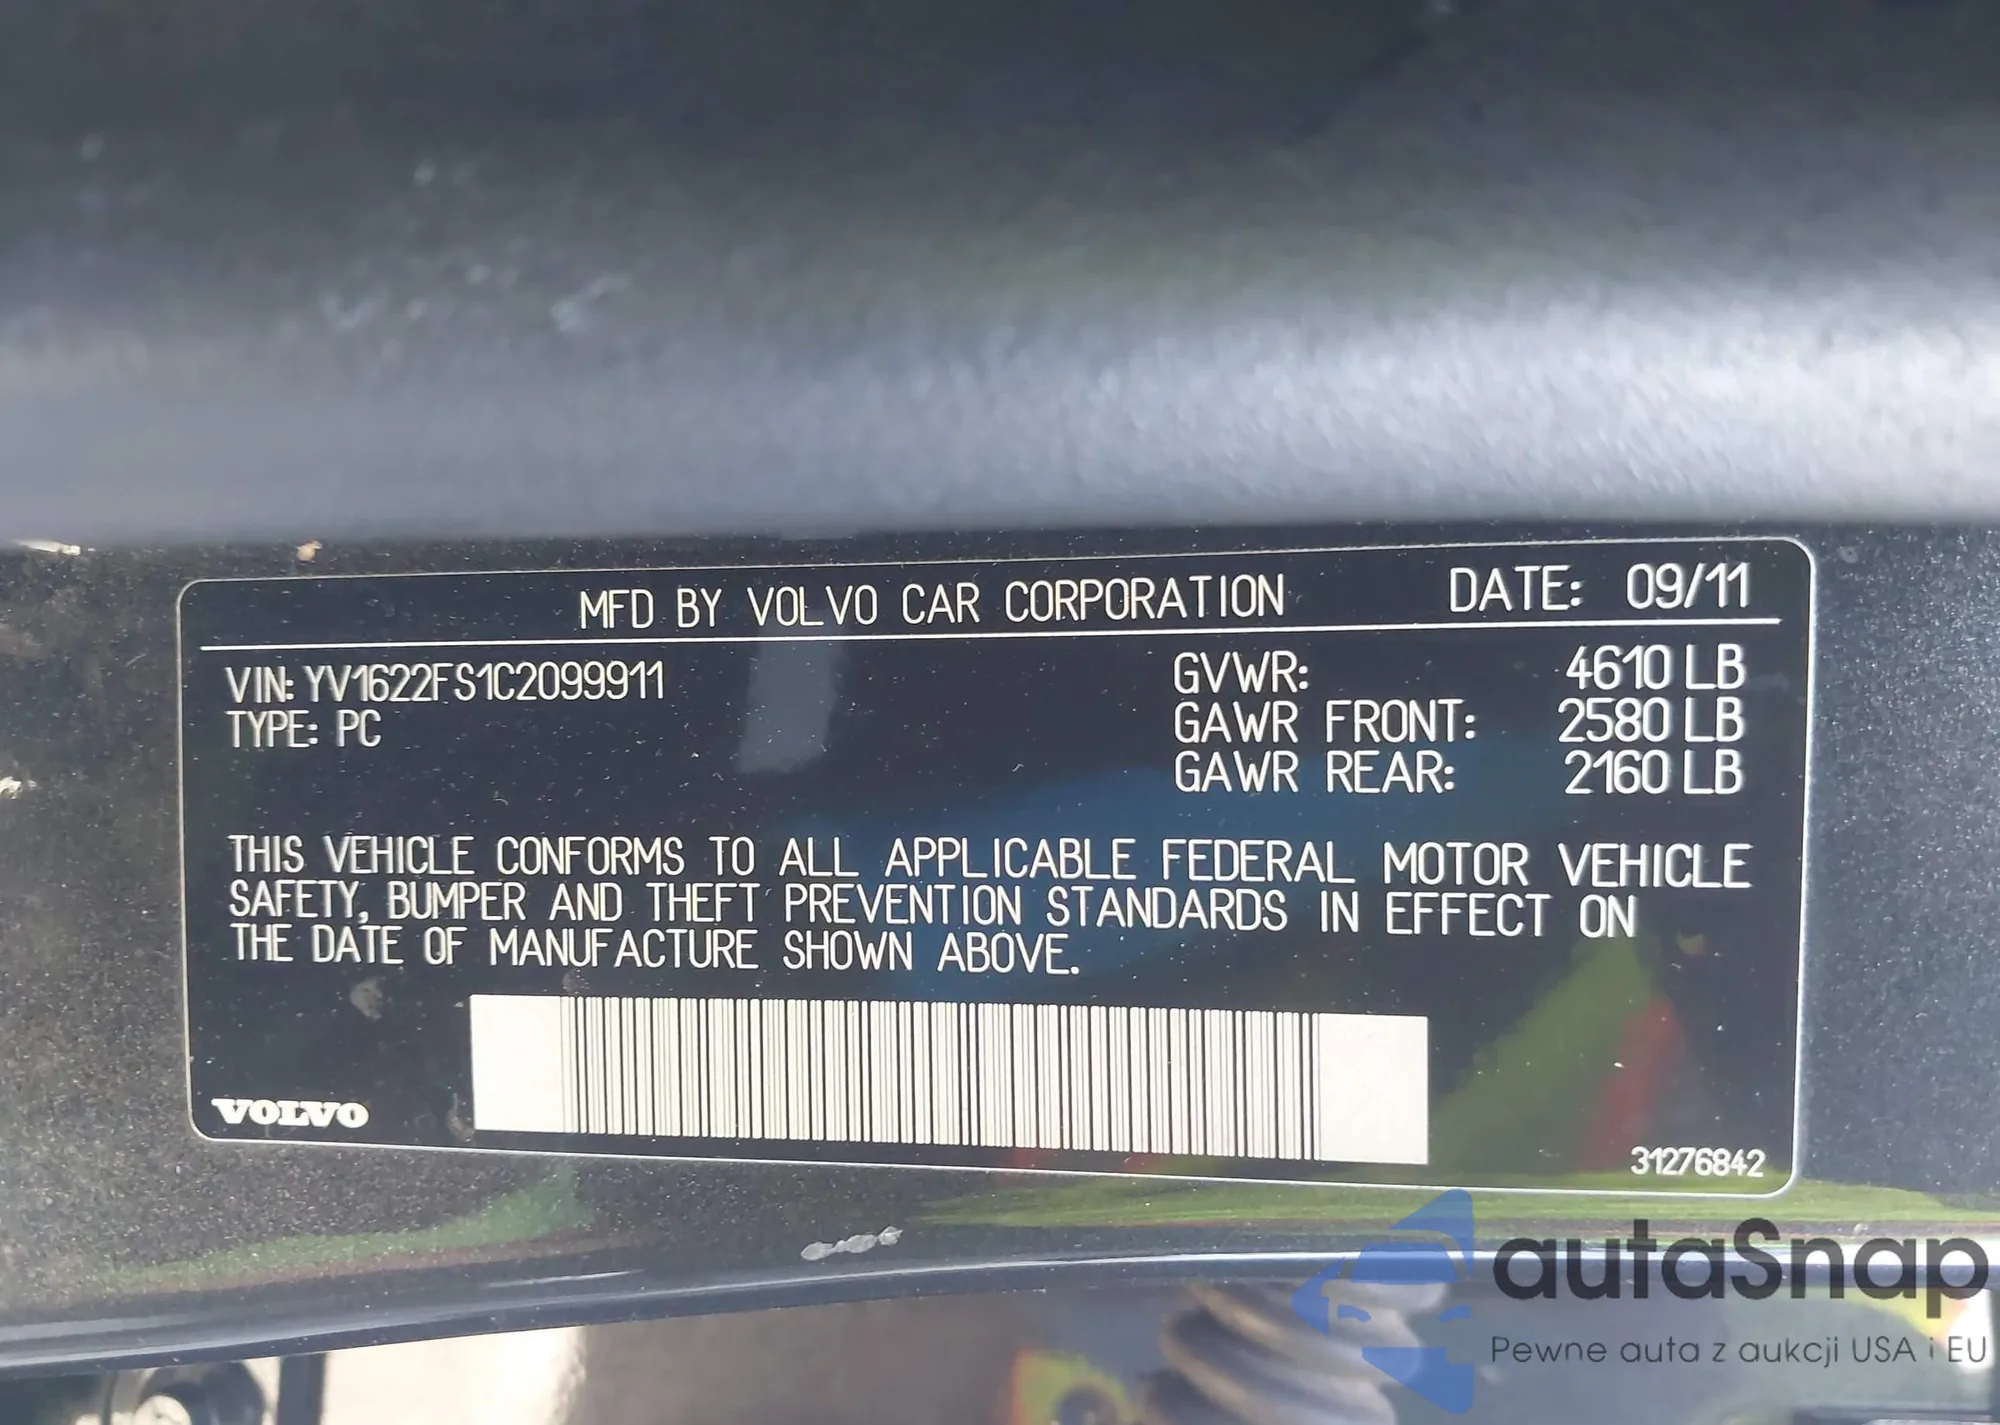 MFD BY VOLVO CAR CORPORATION DATE: 09/11
VIN: YV1622FS1C2099911 GVWR: 4610 LB
TYPE: PC GAWR FRONT: 2580 LB
GAWR REAR: 2160 LB
THIS VEHICLE CONFORMS TO ALL APPLICABLE FEDERAL MOTOR VEHICLE
SAFETY, BUMPER AND THEFT PREVENTION STANDARDS IN EFFECT ON
THE DATE OF MANUFACTURE SHOWN ABOVE.
VOLVO
31276842
autaSnap
Pewne auta z aukcji USA i EU